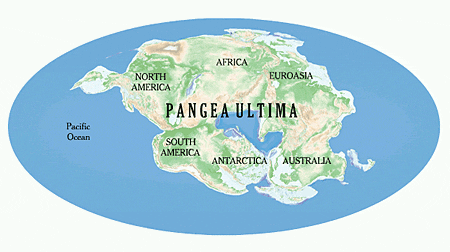 AFRICA
NORTH
AMERICA
EUROASIA
PANGEA ULTIMA
Pacific
Ocean
SOUTH
AMERICA
ANTARCTICA
AUSTRALIA